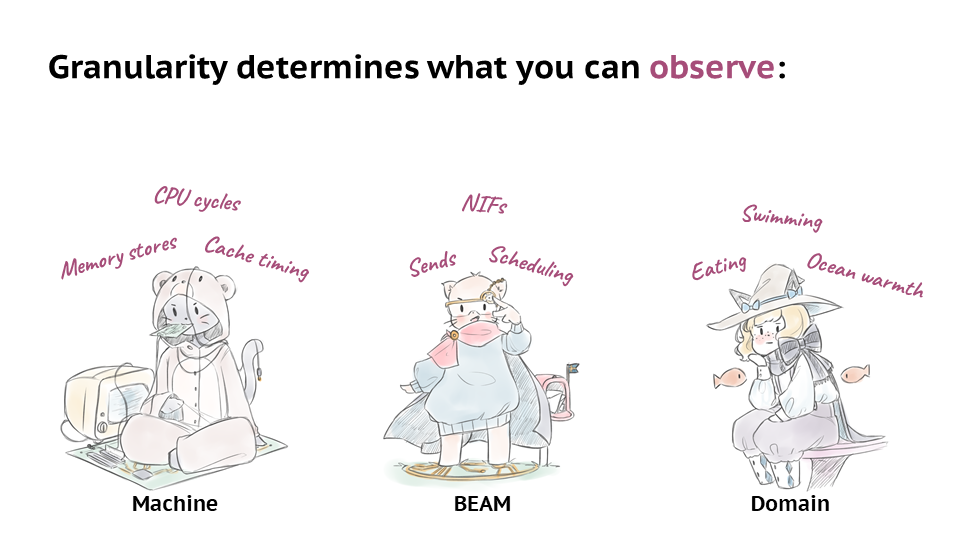 Granularity determines what you can observe:
CPU cycles
Memory stores
Cache timing
Machine
NIFs
Sends
Scheduling
BEAM
Swimming
Eating
Ocean warmth
Domain